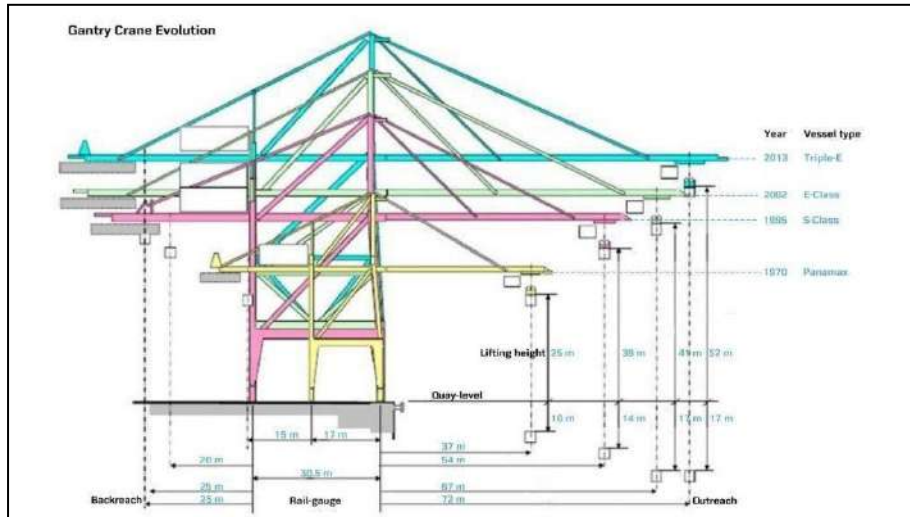 Gantry Crane Evolution
Year Vessel type
2013 Triple-E
2002 E-Class
1995 S-Class
1970 Panamax
Lifting height 25 m 38 m 41 m 52 m
Quay-level
10 m 14 m 17 m 17 m
15 m 17 m
37 m
20 m 54 m
30.5 m
25 m 67 m
Backreach 35 m Rail-gauge 72 m Outreach